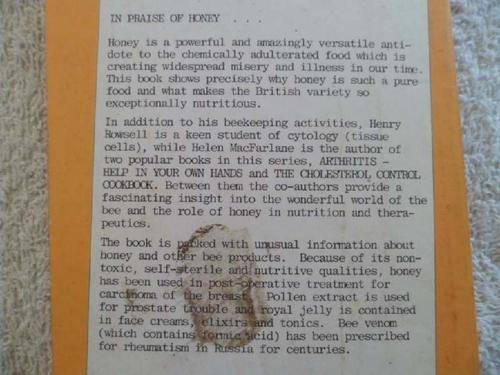 IN PRAISE OF HONEY . . .
Honey is a powerful and amazingly versatile anti-
dote to the chemically adulterated food which is
creating widespread misery and illness in our time.
This book shows precisely why honey is such a pure
food and what makes the British variety so
exceptionally nutritious.
In addition to his beekeeping activities, Henry
Rowsell is a keen student of cytology (tissue
cells), while Helen MacFarlane is the author of
two popular books in this series, ARTHRITIS -
HELP IN YOUR OWN HANDS and THE CHOLESTEROL CONTROL
COOKBOOK. Between them the co-authors provide a
fascinating insight into the wonderful world of the
bee and the role of honey in nutrition and thera-
peutics.
The book is packed with unusual information about
honey and other bee products. Because of its non-
toxic, self-sterile and nutritive qualities, honey
has been used in post-operative treatment for
carcinoma of the breast. Pollen extract is used
for prostate trouble and royal jelly is contained
in face creams, elixirs and tonics. Bee venom
(which contains formic acid) has been prescribed
for rheumatism in Russia for centuries.